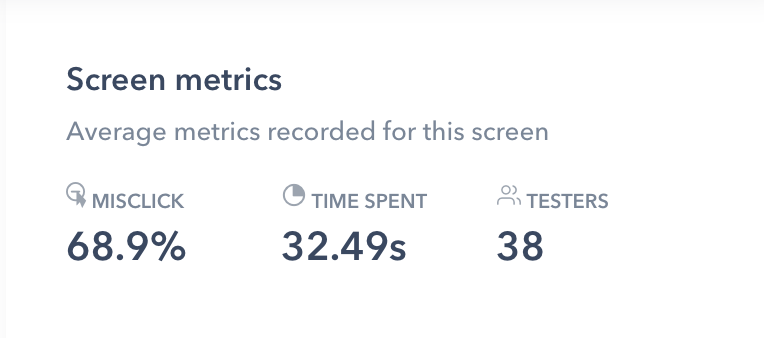 Screen metrics
Average metrics recorded for this screen
MISCLICK TIME SPENT TESTERS
68.9% 32.49s 38